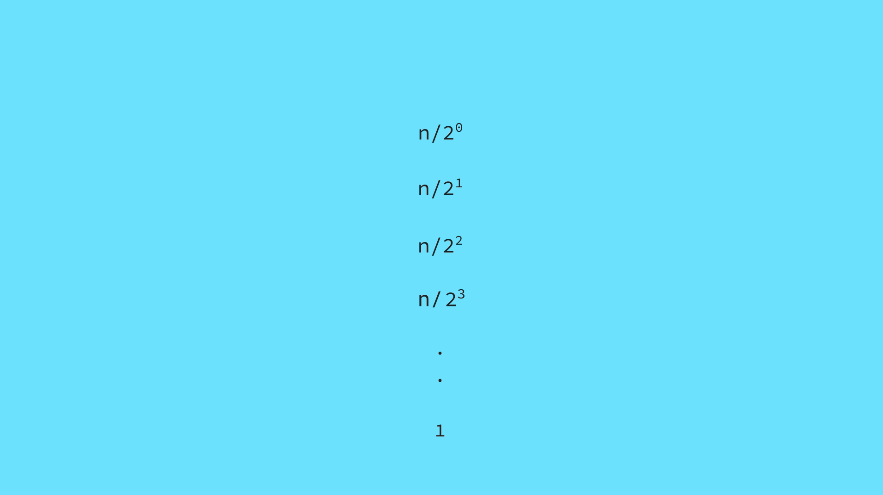 n/2⁰
n/2¹
n/2²
n/2³
.
.
1